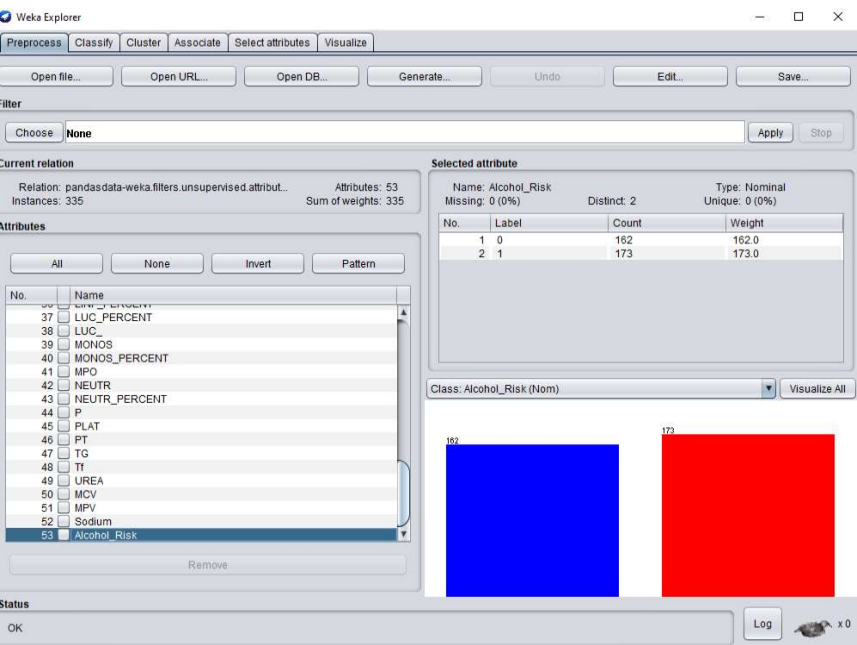 Weka Explorer
Preprocess Classify Cluster Associate Select attributes Visualize
Open file... Open URL... Open DB... Generate... Undo Edit... Save...
Filter
Choose None Apply Stop
Current relation
Relation: pandasdata-weka.filters.unsupervised.attribut... Attributes: 53
Instances: 335 Sum of weights: 335
Selected attribute
Name: Alcohol_Risk Type: Nominal
Missing: 0 (0%) Distinct: 2 Unique: 0 (0%)
No. Label Count Weight
1 0 162 162.0
2 1 173 173.0
Attributes
All None Invert Pattern
No. Name
37 LUC_PERCENT
38 LUC_
39 MONOS
40 MONOS_PERCENT
41 MPO
42 NEUTR
43 NEUTR_PERCENT
44 P
45 PLAT
46 PT
47 TG
48 Tf
49 UREA
50 MCV
51 MPV
52 Sodium
53 Alcohol_Risk
Remove
Class: Alcohol_Risk (Nom) Visualize All
162
173
Status
OK
Log x 0